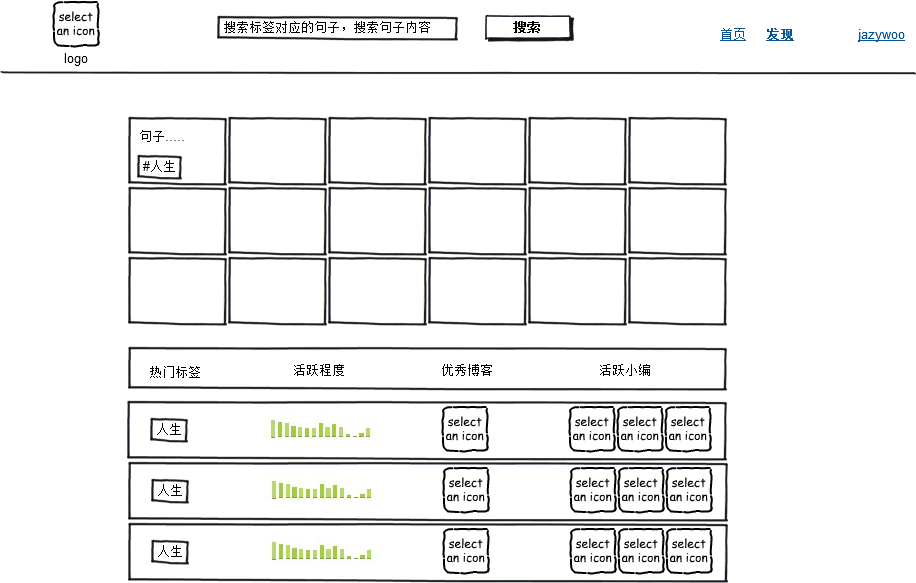 select
an icon
logo
搜索标签对应的句子，搜索句子内容
搜索
首页
发现
jazywoo
句子.....
#人生
热门标签
活跃程度
优秀博客
活跃小编
人生
select
an icon
select
an icon
select
an icon
select
an icon
人生
select
an icon
select
an icon
select
an icon
select
an icon
人生
select
an icon
select
an icon
select
an icon
select
an icon